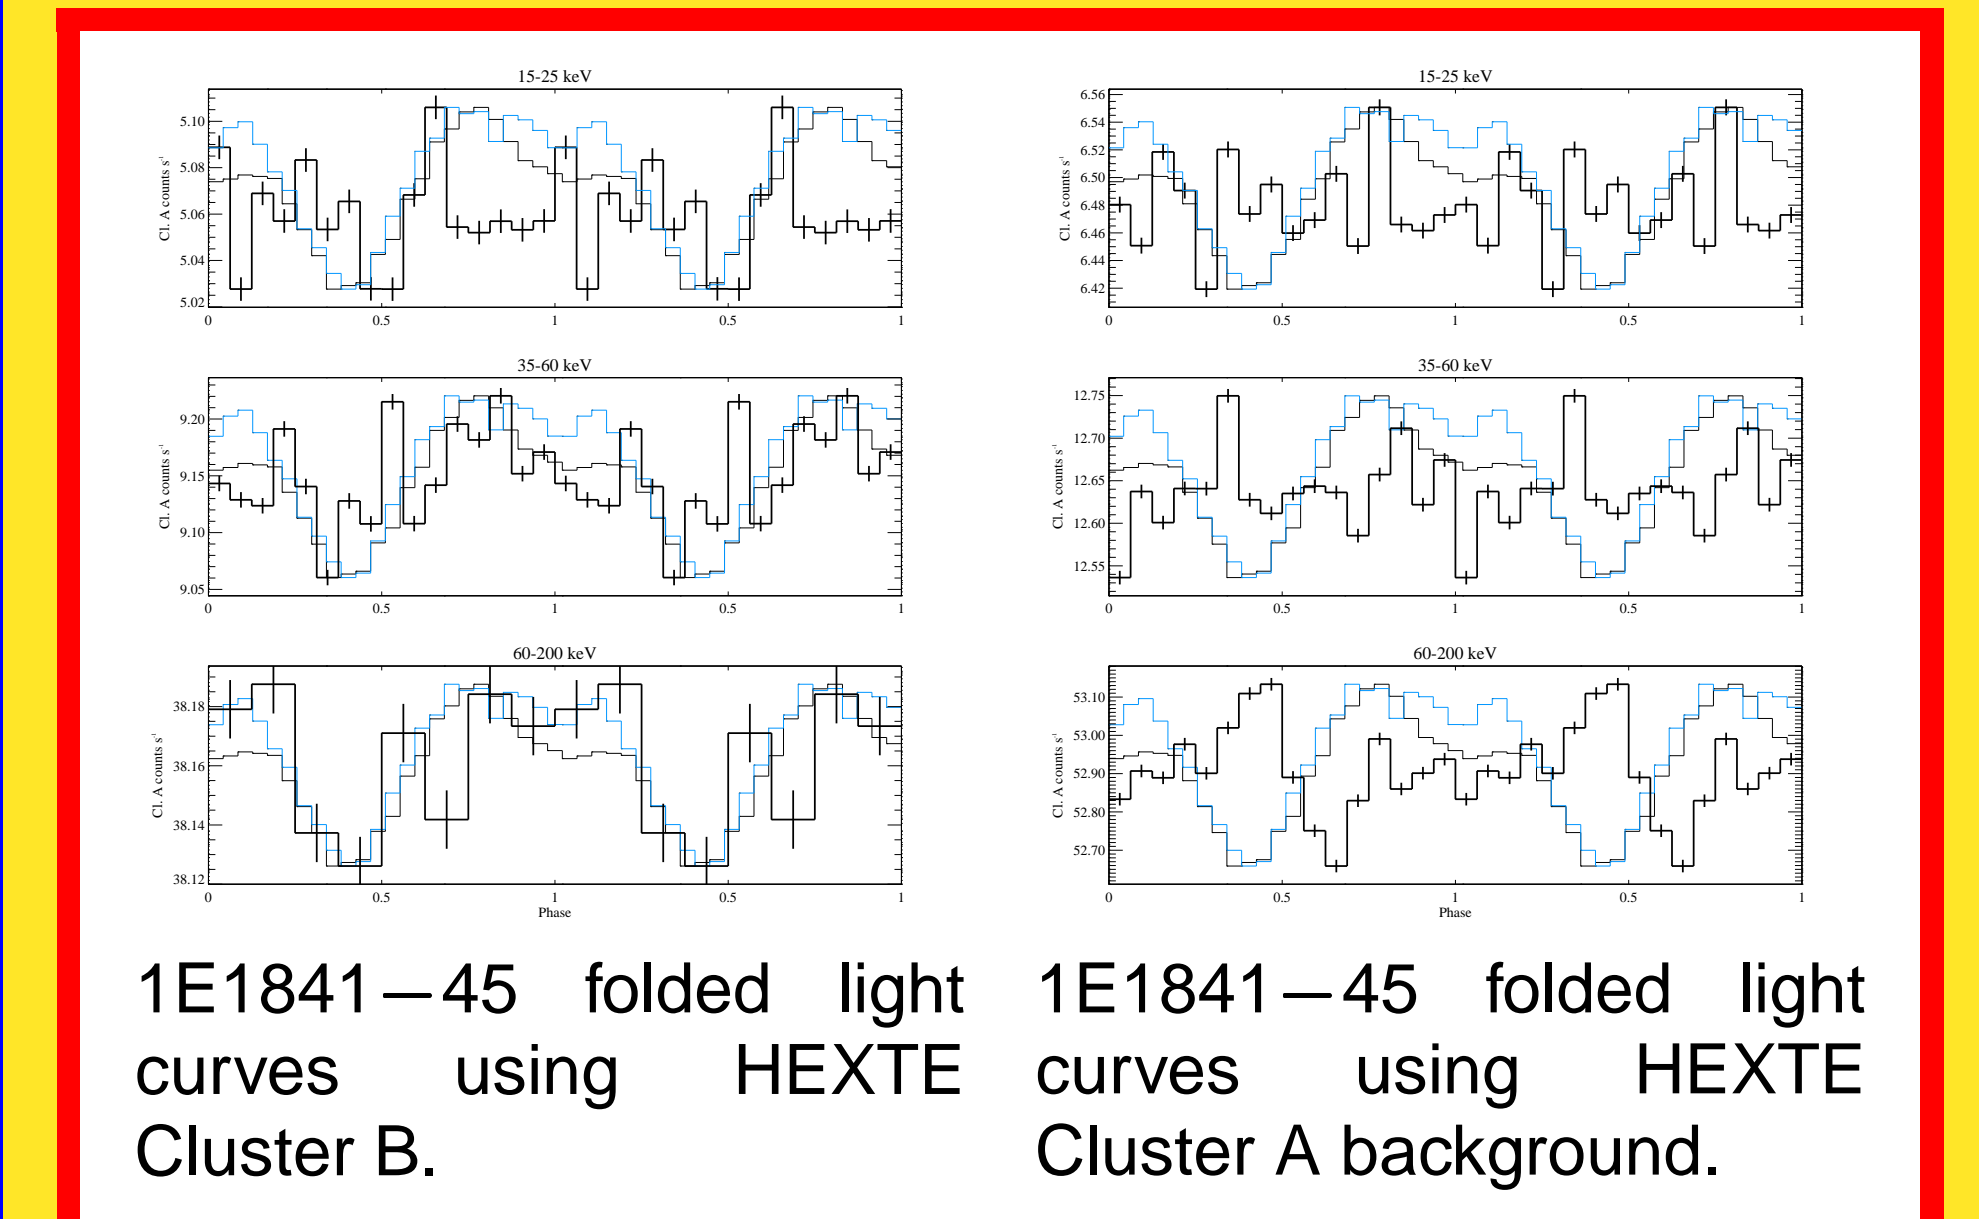 15-25 keV
Cl. A counts s⁻¹
5.10
5.08
5.06
5.04
5.02
0 0.5 1 0.5 1
35-60 keV
Cl. A counts s⁻¹
9.20
9.15
9.10
9.05
0 0.5 1 0.5 1
60-200 keV
Cl. A counts s⁻¹
38.18
38.16
38.14
38.12
0 0.5 1 0.5 1
Phase
1E1841—45 folded light
curves using HEXTE
Cluster B.
15-25 keV
Cl. A counts s⁻¹
6.56
6.54
6.52
6.50
6.48
6.46
6.44
6.42
0 0.5 1 0.5 1
35-60 keV
Cl. A counts s⁻¹
12.75
12.70
12.65
12.60
12.55
0 0.5 1 0.5 1
60-200 keV
Cl. A counts s⁻¹
53.10
53.00
52.90
52.80
52.70
0 0.5 1 0.5 1
Phase
1E1841—45 folded light
curves using HEXTE
Cluster A background.